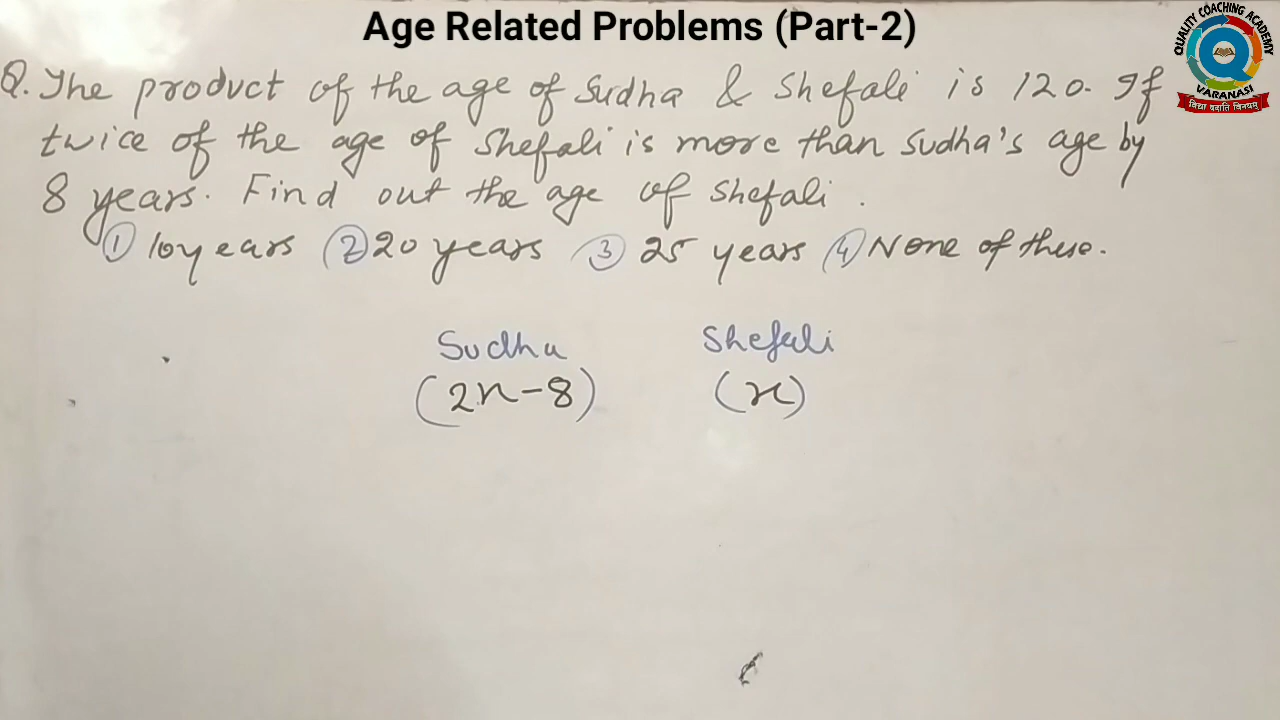 Age Related Problems (Part-2)
QUALITY COACHING ACADEMY
VARANASI
विद्या ददाति विनयम्
Q. The product of the age of Sudha & Shefali is 120. If
twice of the age of Shefali is more than Sudha's age by
8 years. Find out the age of Shefali.
① 10 years ② 20 years ③ 25 years ④ None of these.
Sudha Shefali
(2x-8) (x)